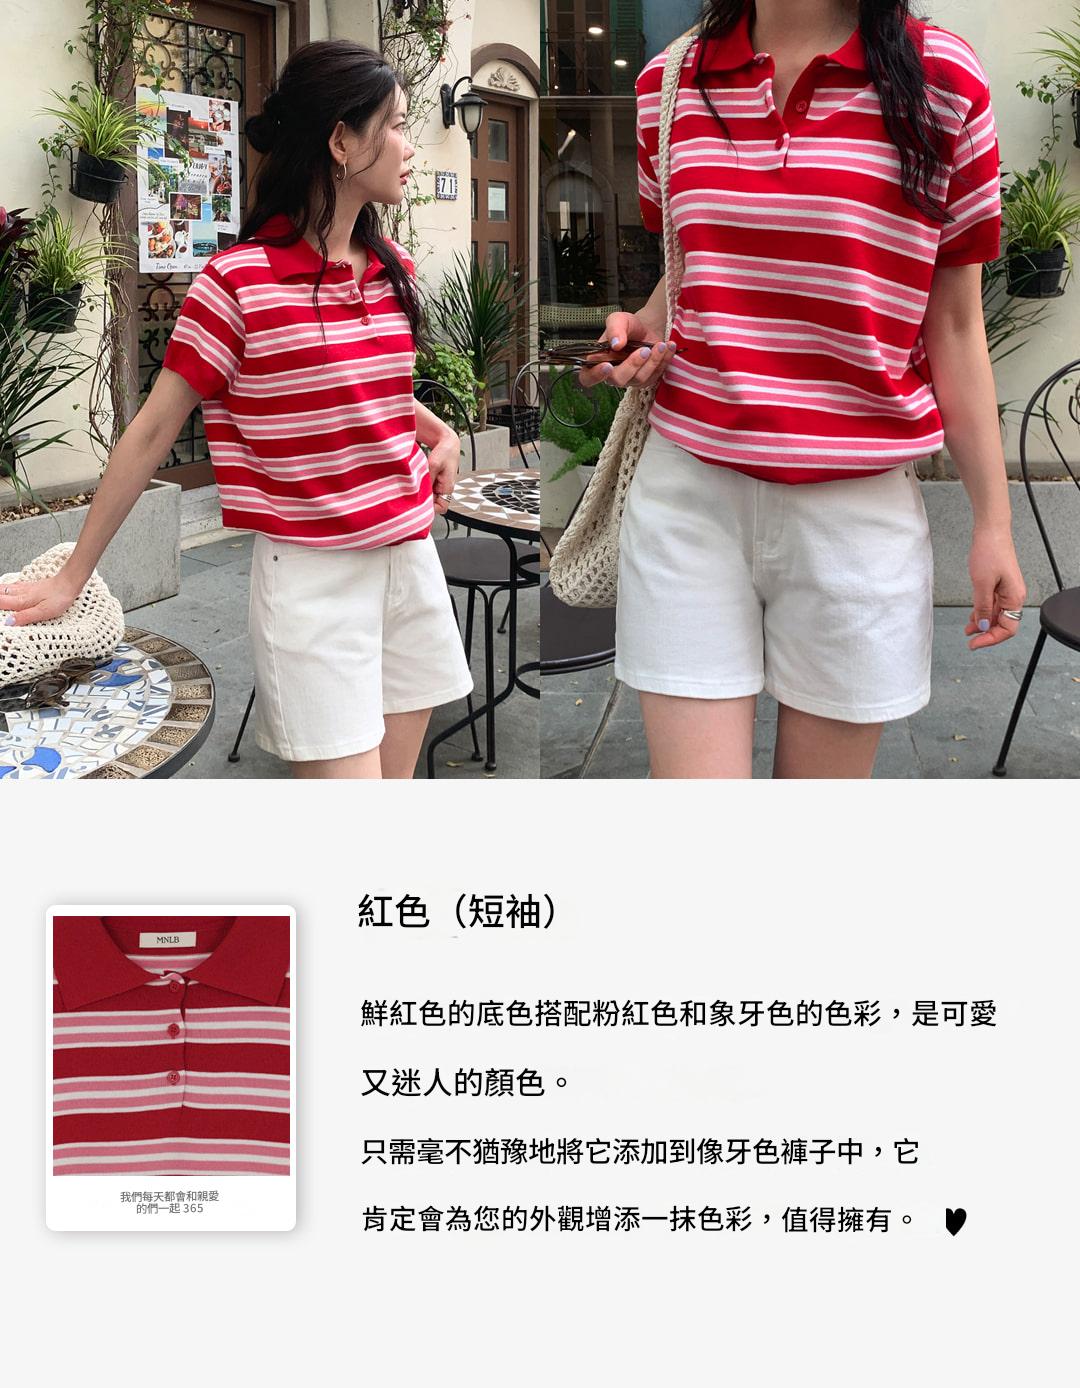 71
Time Open
紅色（短袖）
MNLB
鮮紅色的底色搭配粉紅色和象牙色的色彩，是可愛
又迷人的顏色。
只需毫不猶豫地將它添加到像牙色褲子中，它
肯定會為您的外觀增添一抹色彩，值得擁有。 ♥
我們每天都會和親愛
的們一起 365